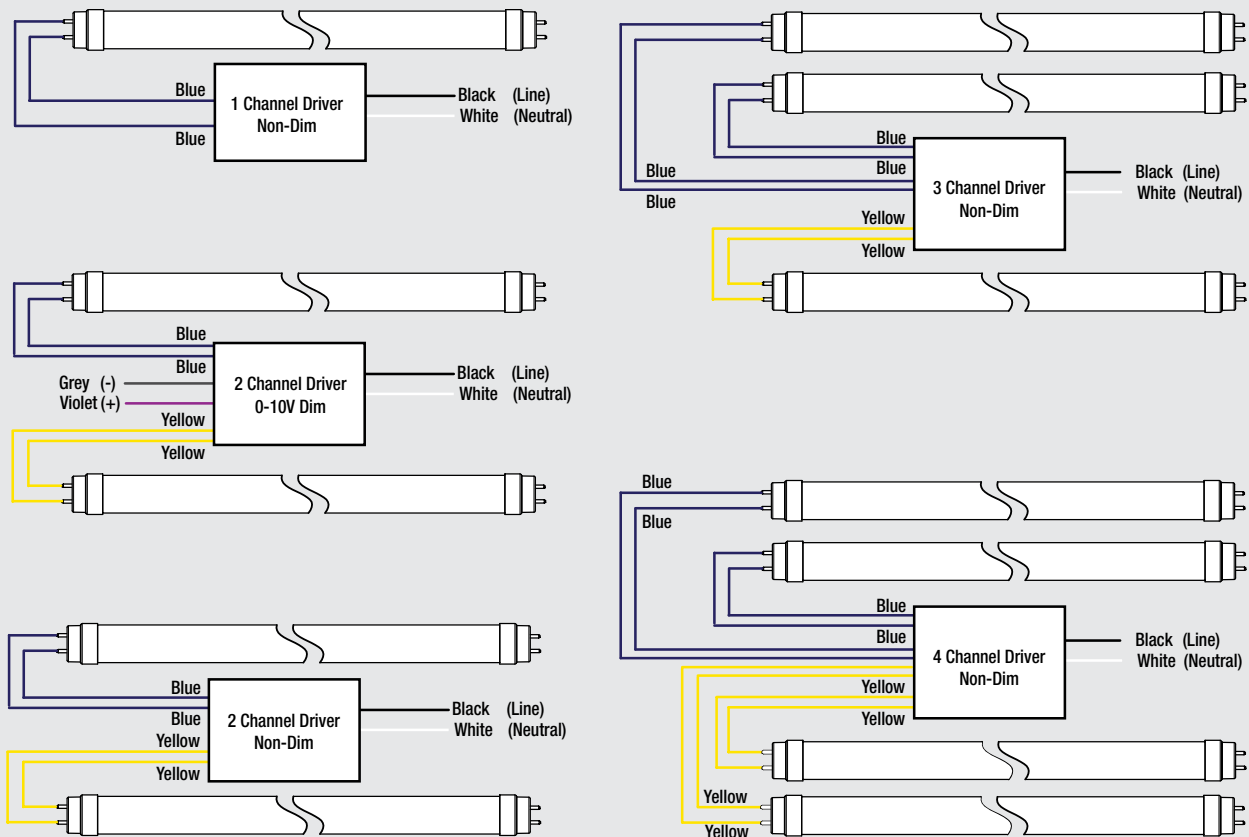 Blue
Blue
1 Channel Driver
Non-Dim
Black (Line)
White (Neutral)
Blue
Blue
Grey (-)
Violet (+)
Yellow
Yellow
2 Channel Driver
0-10V Dim
Black (Line)
White (Neutral)
Blue
Blue
Yellow
Yellow
2 Channel Driver
Non-Dim
Black (Line)
White (Neutral)
Blue
Blue
Blue
Blue
Yellow
Yellow
3 Channel Driver
Non-Dim
Black (Line)
White (Neutral)
Blue
Blue
Blue
Blue
Yellow
Yellow
4 Channel Driver
Non-Dim
Black (Line)
White (Neutral)
Yellow
Yellow